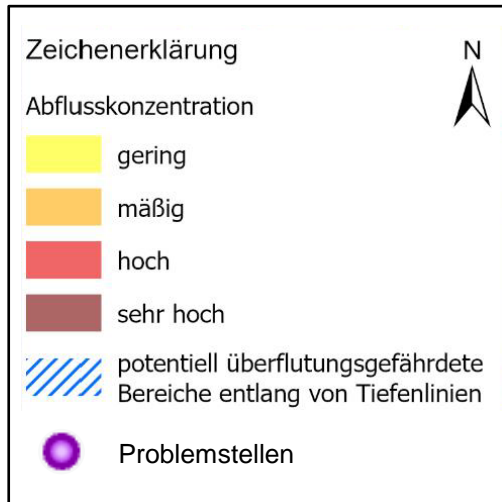 Zeichenerklärung
N
Abflusskonzentration
gering
mäßig
hoch
sehr hoch
potentiell überflutungsgefährdete
Bereiche entlang von Tiefenlinien
Problemstellen